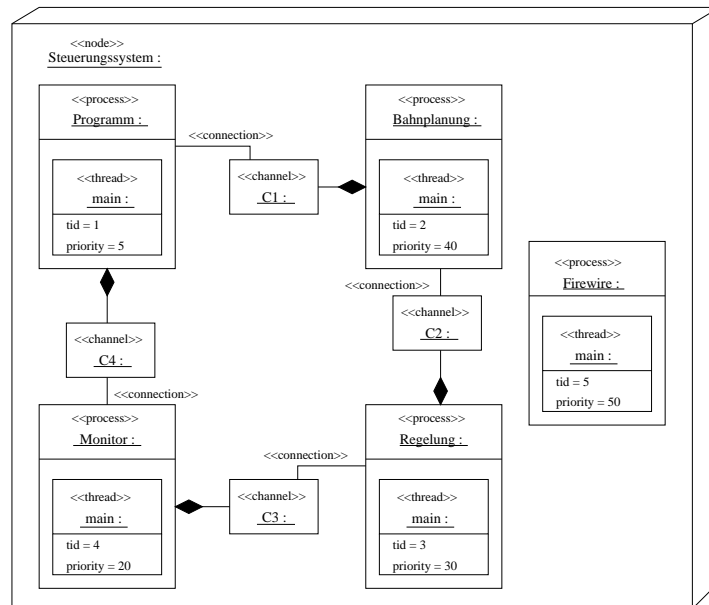 <<node>>
Steuerungssystem :
<<process>>
Programm :
<<thread>>
main :
tid = 1
priority = 5
<<connection>>
<<channel>>
C1 :
<<process>>
Bahnplanung :
<<thread>>
main :
tid = 2
priority = 40
<<process>>
Firewire :
<<thread>>
main :
tid = 5
priority = 50
<<connection>>
<<channel>>
C2 :
<<channel>>
C4 :
<<connection>>
<<process>>
Monitor :
<<thread>>
main :
tid = 4
priority = 20
<<connection>>
<<channel>>
C3 :
<<process>>
Regelung :
<<thread>>
main :
tid = 3
priority = 30